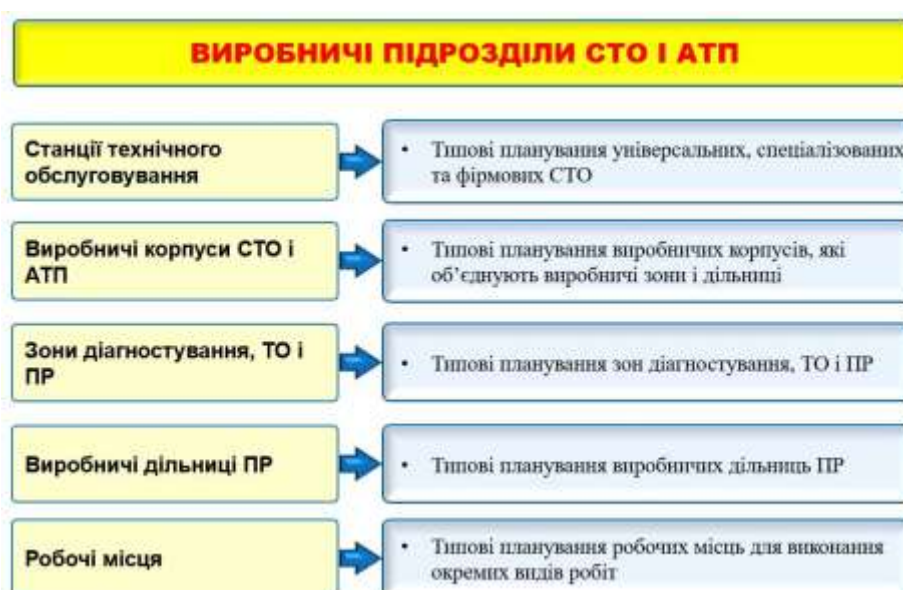 ВИРОБНИЧІ ПІДРОЗДІЛИ СТО І АТП
Станції технічного
обслуговування
• Типові планування універсальних, спеціалізованих
та фірмових СТО
Виробничі корпуси СТО і
АТП
• Типові планування виробничих корпусів, які
об’єднують виробничі зони і дільниці
Зони діагностування, ТО і
ПР
• Типові планування зон діагностування, ТО і ПР
Виробничі дільниці ПР
• Типові планування виробничих дільниць ПР
Робочі місця
• Типові планування робочих місць для виконання
окремих видів робіт